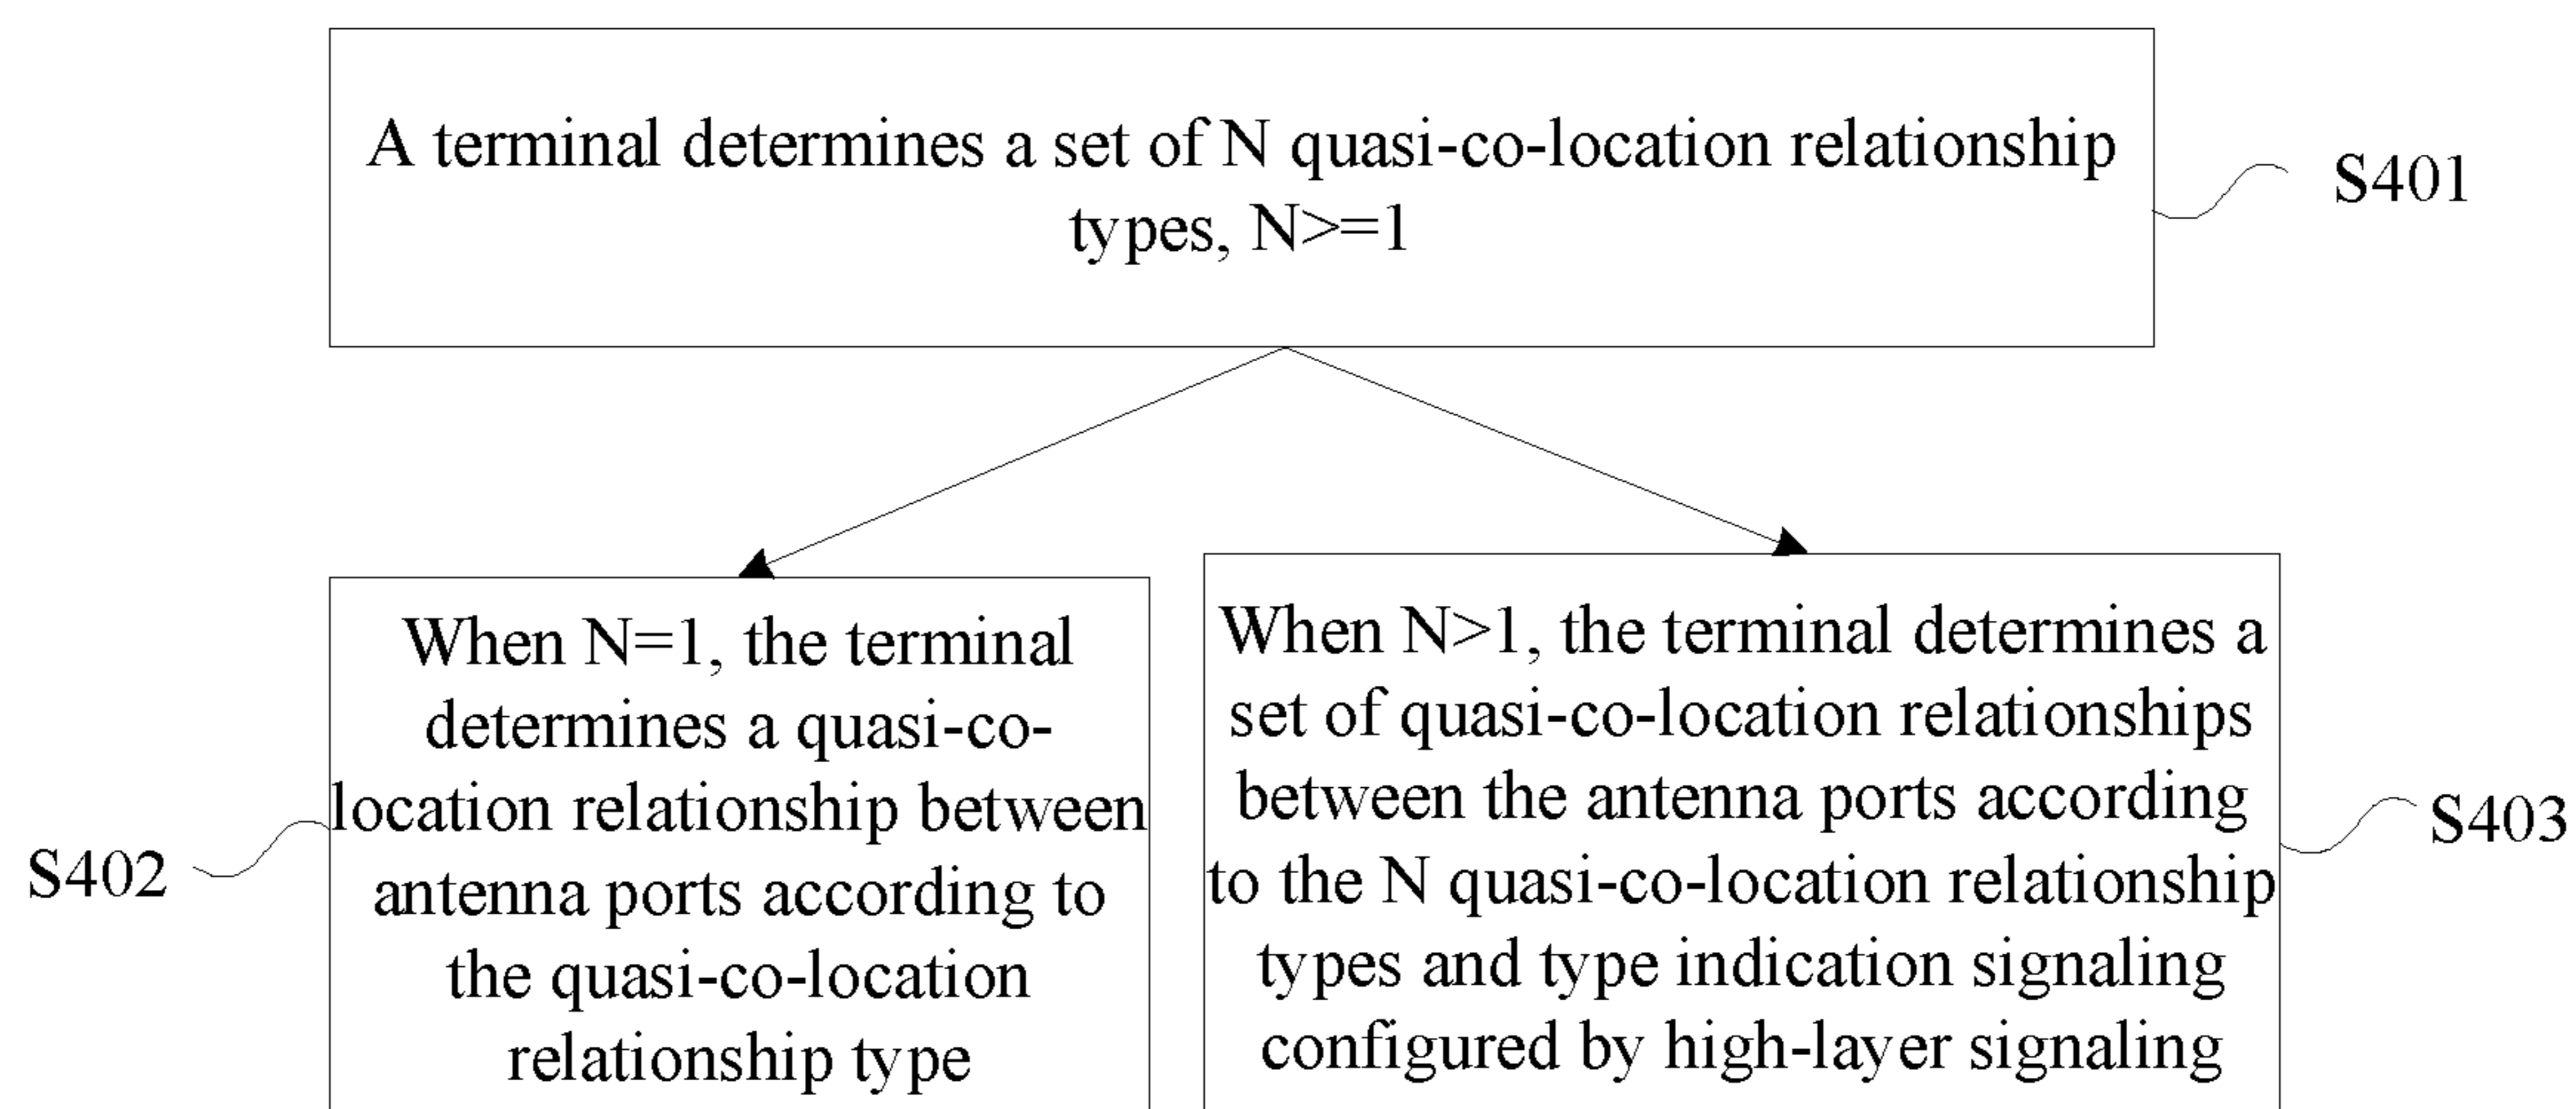 A terminal determines a set of N quasi-co-location relationship
types, N>=1
S401
When N=1, the terminal
determines a quasi-co-
location relationship between
antenna ports according to
the quasi-co-location
relationship type
S402
When N>1, the terminal determines a
set of quasi-co-location relationships
between the antenna ports according
to the N quasi-co-location relationship
types and type indication signaling
configured by high-layer signaling
S403